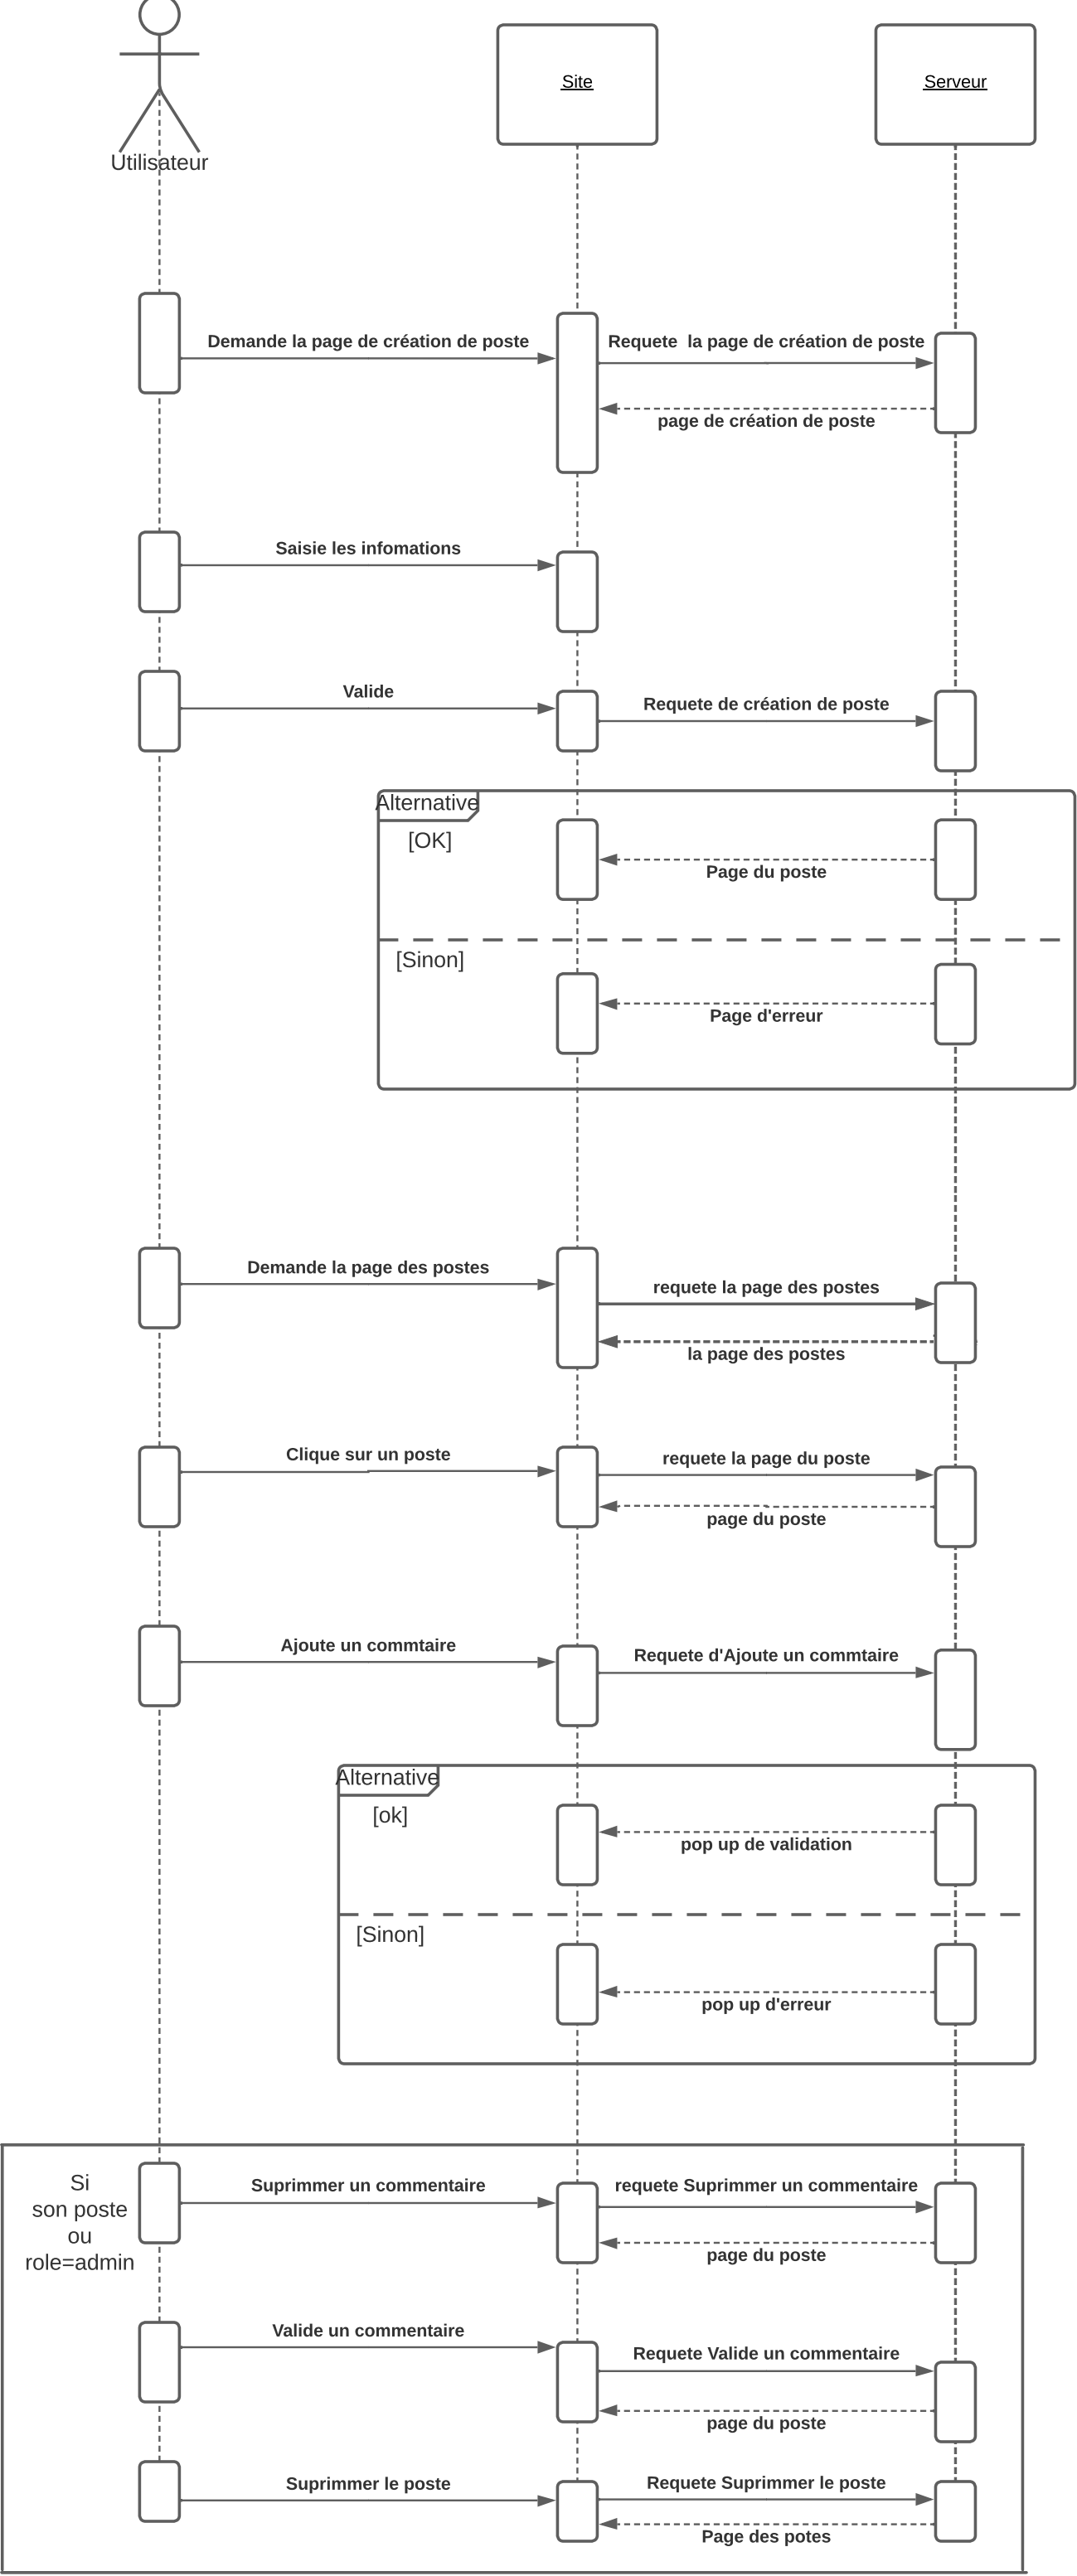 Utilisateur
Site
Serveur
Demande la page de création de poste
Requete  la page de création de poste
page de création de poste
Saisie les infomations
Valide
Requete de création de poste
Alternative
[OK]
Page du poste
[Sinon]
Page d'erreur
Demande la page des postes
requete la page des postes
la page des postes
Clique sur un poste
requete la page du poste
page du poste
Ajoute un commtaire
Requete d'Ajoute un commtaire
Alternative
[ok]
pop up de validation
[Sinon]
pop up d'erreur
Si
son poste
ou
role=admin
Suprimmer un commentaire
requete Suprimmer un commentaire
page du poste
Valide un commentaire
Requete Valide un commentaire
page du poste
Suprimmer le poste
Requete Suprimmer le poste
Page des potes